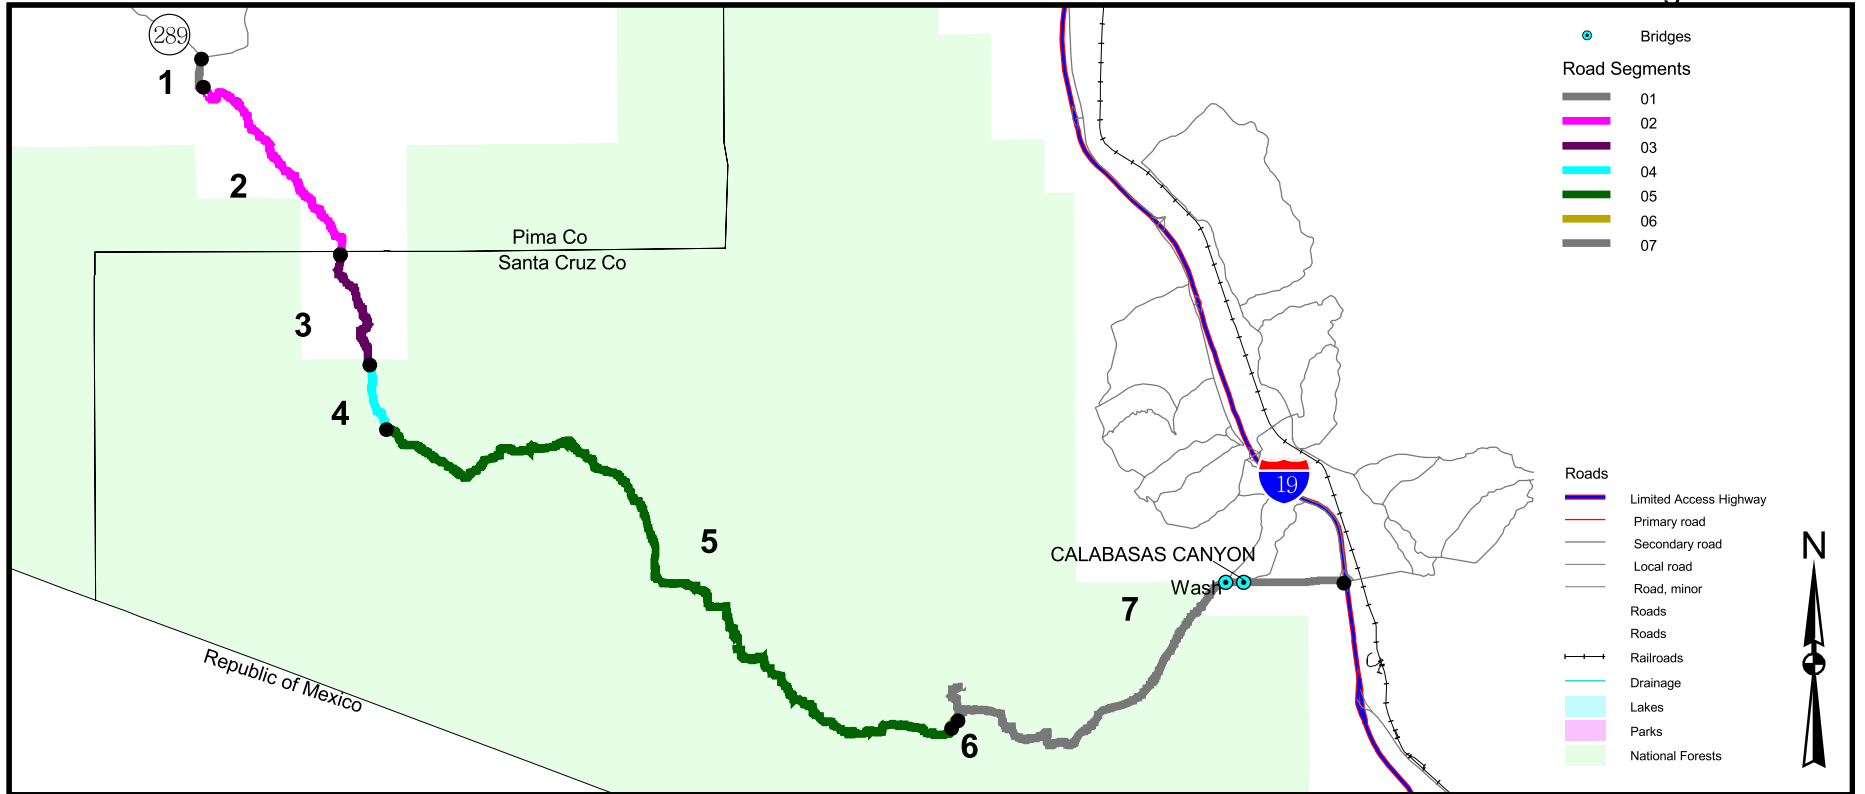 289
Bridges
Road Segments
1
01
02
03
04
05
06
07
2
Pima Co
Santa Cruz Co
3
4
19
Roads
Limited Access Highway
Primary road
Secondary road
Local road
Road, minor
Roads
Roads
Railroads
Drainage
Lakes
Parks
National Forests
N
5
CALABASAS CANYON
Wash
7
Republic of Mexico
6